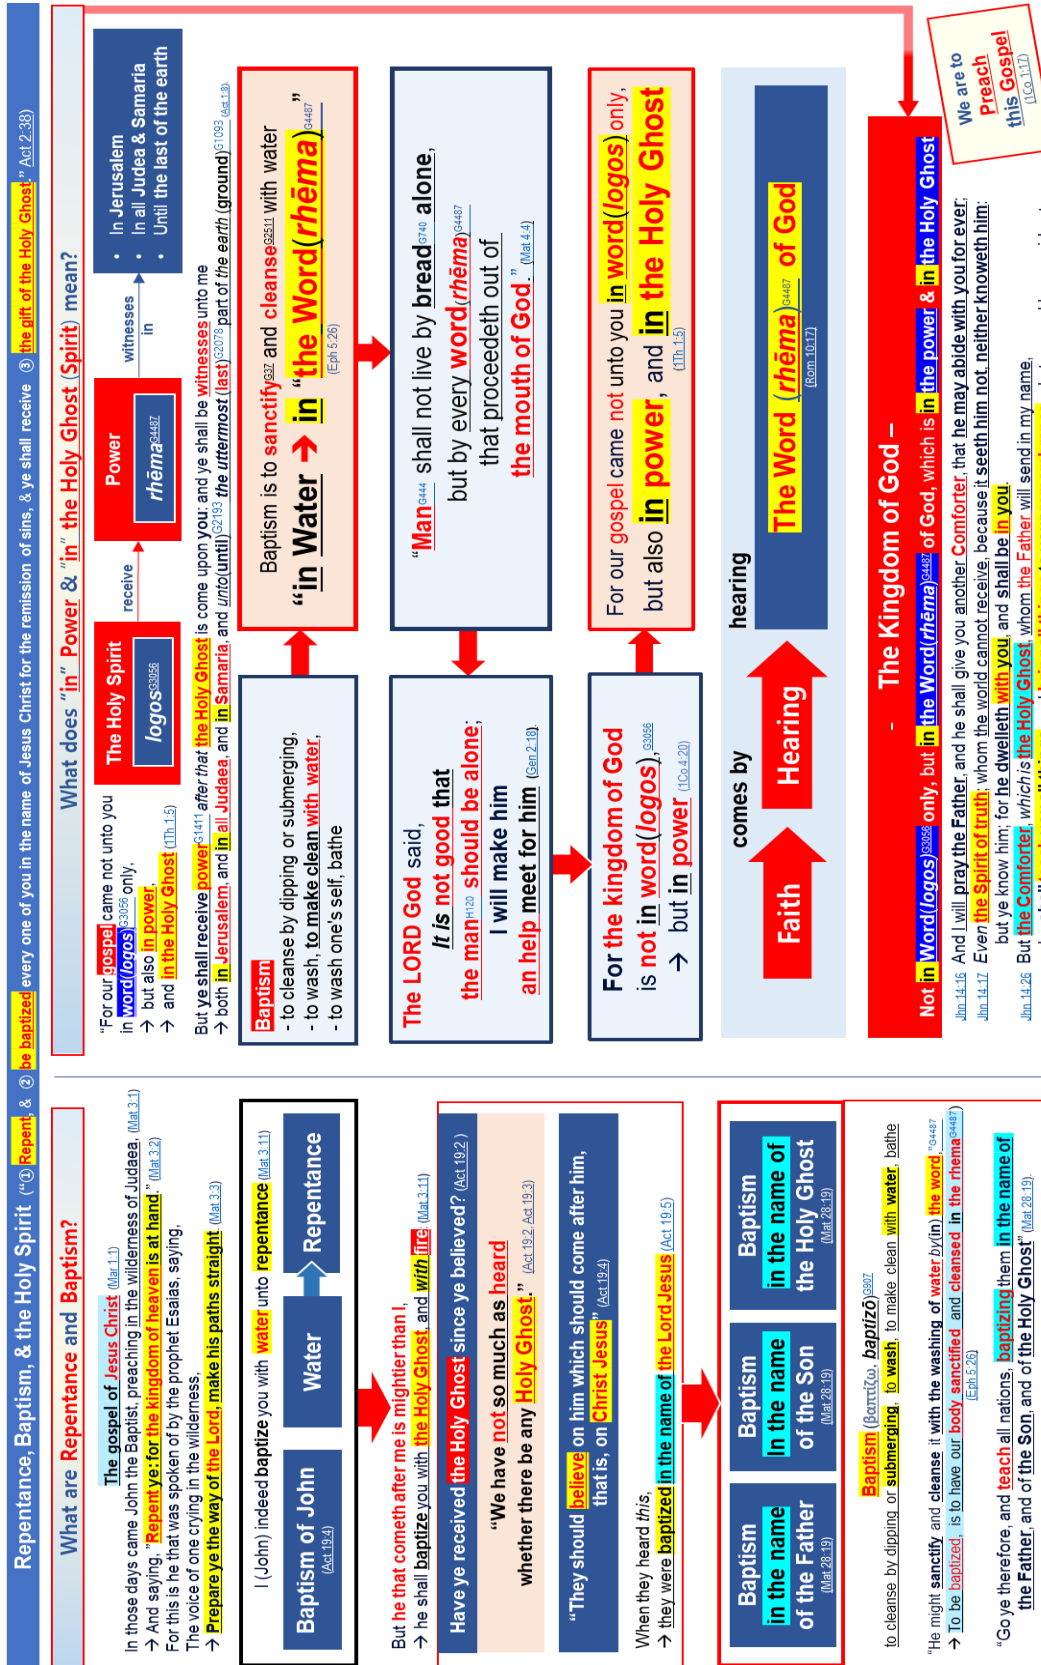 Repentance, Baptism, & the Holy Spirit ("① Repent, & ② be baptized every one of you in the name of Jesus Christ for the remission of sins, & ye shall receive ③ the gift of the Holy Ghost." Act 2:38)
What are Repentance and Baptism?
The gospel of Jesus Christ (Mar 1:1)
In those days came John the Baptist, preaching in the wilderness of Judaea, (Mat 3:1)
→ And saying, "Repent ye: for the kingdom of heaven is at hand." (Mat 3:2)
For this is he that was spoken of by the prophet Esaias, saying,
The voice of one crying in the wilderness,
→ Prepare ye the way of the Lord, make his paths straight (Mat 3:3)
I (John) indeed baptize you with water unto repentance (Mat 3:11)
Baptism of John
(Act 19:4)
Water
Repentance
But he that cometh after me is mightier than I,
→ he shall baptize you with the Holy Ghost, and with fire: (Mat 3:11)
Have ye received the Holy Ghost since ye believed? (Act 19:2)
"We have not so much as heard
whether there be any Holy Ghost." (Act 19:2, Act 19:3)
"They should believe on him which should come after him,
that is, on Christ Jesus" (Act 19:4)
When they heard this,
→ they were baptized in the name of the Lord Jesus (Act 19:5)
Baptism
in the name
of the Father
(Mat 28:19)
Baptism
in the name
of the Son
(Mat 28:19)
Baptism
in the name of
the Holy Ghost
(Mat 28:19)
Baptism (βαπτίζω, baptizō)G907
to cleanse by dipping or submerging, to wash, to make clean with water, bathe
"He might sanctify and cleanse it with the washing of water by(in) the word,"G4487
→ To be baptized, is to have our body sanctified and cleansed in the rhemaG4487)
(Eph 5:26)
"Go ye therefore, and teach all nations, baptizing them in the name of
the Father, and of the Son, and of the Holy Ghost" (Mat 28:19).
What does "in" Power & "in" the Holy Ghost (Spirit) mean?
"For our gospel came not unto you
in word(logos)G3056 only,
→ but also in power,
→ and in the Holy Ghost (1Th 1:5)
The Holy Spirit
logosG3056
receive
Power
rhēmaG4487
witnesses
in
• In Jerusalem
• In all Judea & Samaria
• Until the last of the earth
But ye shall receive powerG1411 after that the Holy Ghost is come upon you: and ye shall be witnesses unto me
→ both in Jerusalem, and in all Judaea, and in Samaria, and unto(until)G2193 the uttermost (last)G2078 part of the earth (ground)G1093 (Act 1:8).
Baptism
- to cleanse by dipping or submerging,
- to wash, to make clean with water,
- to wash one's self, bathe
Baptism is to sanctifyG37 and cleanseG2511 with water
"in Water → in "the Word(rhēma)G4487"
(Eph 5:26)
The LORD God said,
It is not good that
the manH120 should be alone;
I will make him
an help meet for him (Gen 2:18).
"ManG444 shall not live by breadG740 alone,
but by every word(rhēma)G4487
that proceedeth out of
the mouth of God." (Mat 4:4)
For the kingdom of God
is not in word(logos),G3056
→ but in power (1Co 4:20)
For our gospel came not unto you in word(logos) only,
but also in power, and in the Holy Ghost
(1Th 1:5)
Faith
comes by
Hearing
hearing
The Word (rhēma)G4487 of God
(Rom 10:17)
- The Kingdom of God –
Not in Word(logos)G3056 only, but in the Word(rhēma)G4487 of God, which is in the power & in the Holy Ghost
We are to
Preach
this Gospel
(1Co 1:17)
Jhn 14:16 And I will pray the Father, and he shall give you another Comforter, that he may abide with you for ever;
Jhn 14:17 Even the Spirit of truth; whom the world cannot receive, because it seeth him not, neither knoweth him:
but ye know him; for he dwelleth with you, and shall be in you.
Jhn 14:26 But the Comforter, which is the Holy Ghost, whom the Father will send in my name,